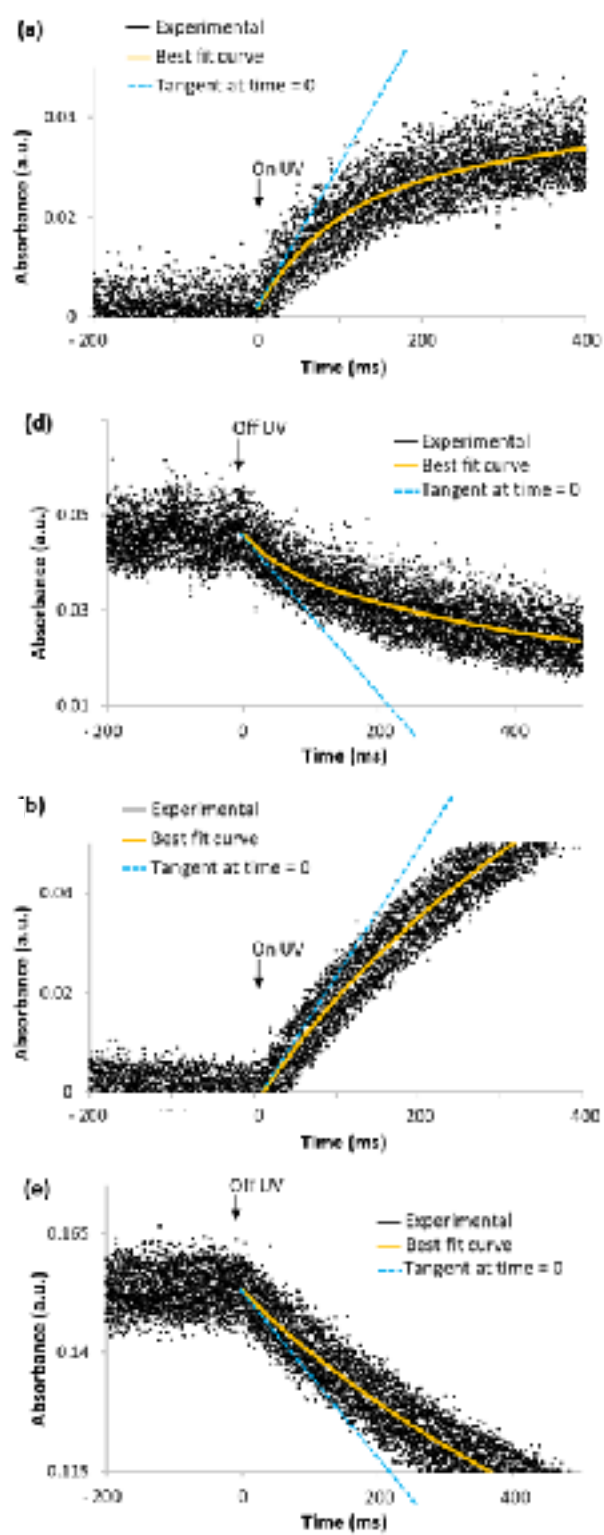 (a)
Experimental
Best fit curve
Tangent at time = 0
On UV
Absorbance (a.u.)
0.02
0
-200 0 200 400
Time (ms)
(d)
Off UV
Experimental
Best fit curve
Tangent at time = 0
Absorbance (a.u.)
0.05
0.03
0.01
-200 0 200 400
Time (ms)
b)
Experimental
Best fit curve
Tangent at time = 0
On UV
Absorbance (a.u.)
0.04
0.02
0
-200 0 200 400
Time (ms)
(e)
Off UV
Experimental
Best fit curve
Tangent at time = 0
Absorbance (a.u.)
0.165
0.14
0.115
-200 0 200 400
Time (ms)